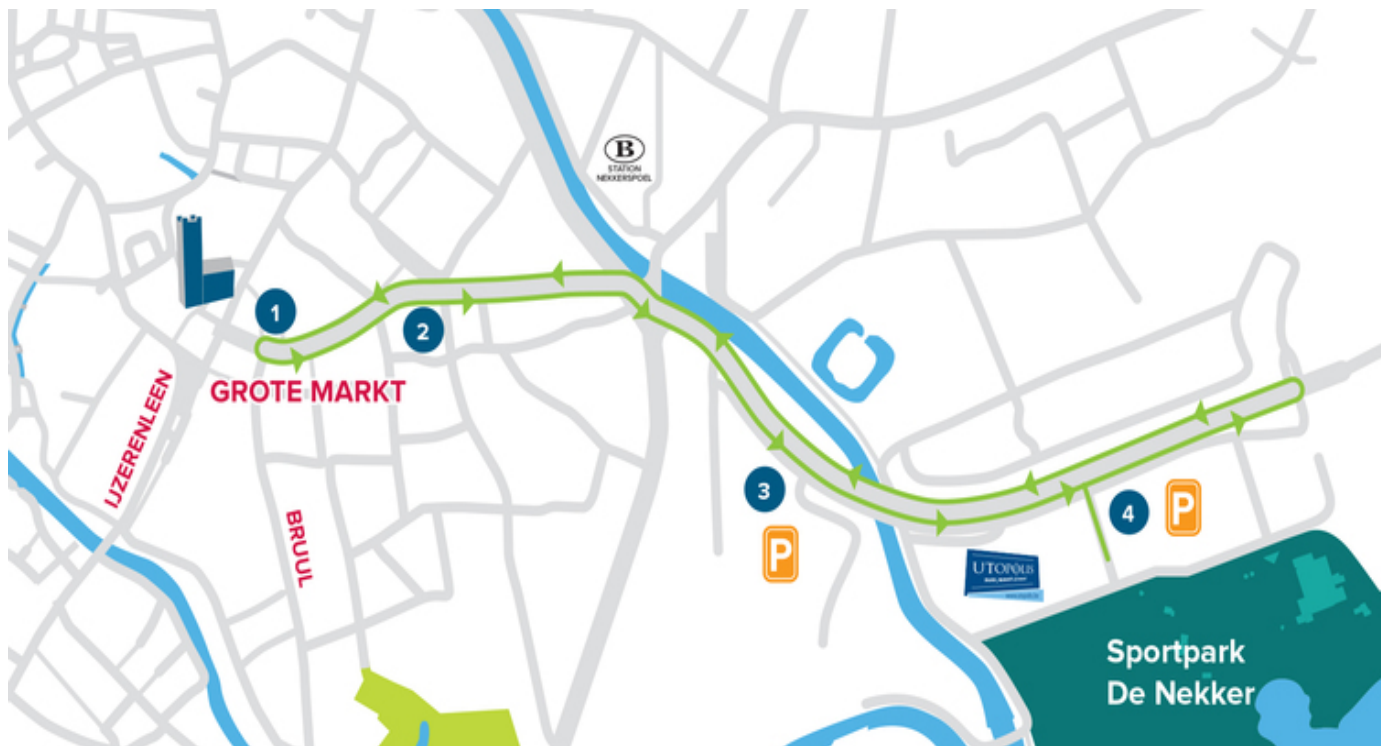 B
STATION
NEKKERSPOEL
1
2
GROTE MARKT
IJZERENLEEN
BRUUL
3
P
4
P
UTOPOLIS
Sportpark
De Nekker